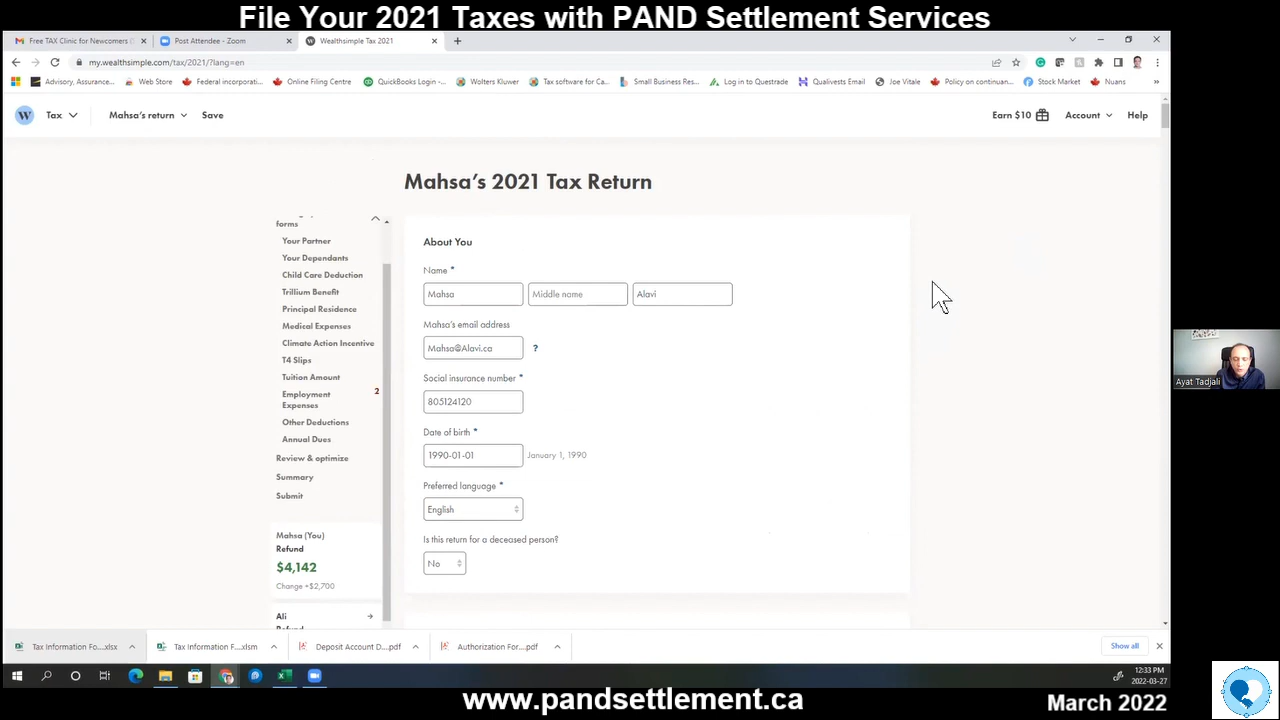 File Your 2021 Taxes with PAND Settlement Services
Free TAX Clinic for Newcomers
Post Attendee - Zoom
Wealthsimple Tax 2021
my.wealthsimple.com/tax/2021/?lang=en
Advisory, Assurance...
Web Store
Federal incorporati...
Online Filing Centre
QuickBooks Login -...
Wolters Kluwer
Tax software for Ca...
Small Business Res...
Log in to Questrade
Qualivests Email
Joe Vitale
Policy on continuan...
Stock Market
Nuans
»
W
Tax
Mahsa's return
Save
Earn $10
Account
Help
Mahsa's 2021 Tax Return
forms
Your Partner
Your Dependants
Child Care Deduction
Trillium Benefit
Principal Residence
Medical Expenses
Climate Action Incentive
T4 Slips
Tuition Amount
Employment
Expenses
2
Other Deductions
Annual Dues
Review & optimize
Summary
Submit
Mahsa (You)
Refund
$4,142
Change +$2,700
Ali
About You
Name *
Mahsa
Middle name
Alavi
Mahsa's email address
Mahsa@Alavi.ca
?
Social insurance number *
805124120
Date of birth *
1990-01-01
January 1, 1990
Preferred language *
English
Is this return for a deceased person?
No
Ayat Tadjali
Tax Information Fo....xlsx
Tax Information F....xlsm
Deposit Account D....pdf
Authorization For....pdf
Show all
12:33 PM
2022-03-27
www.pandsettlement.ca
March 2022